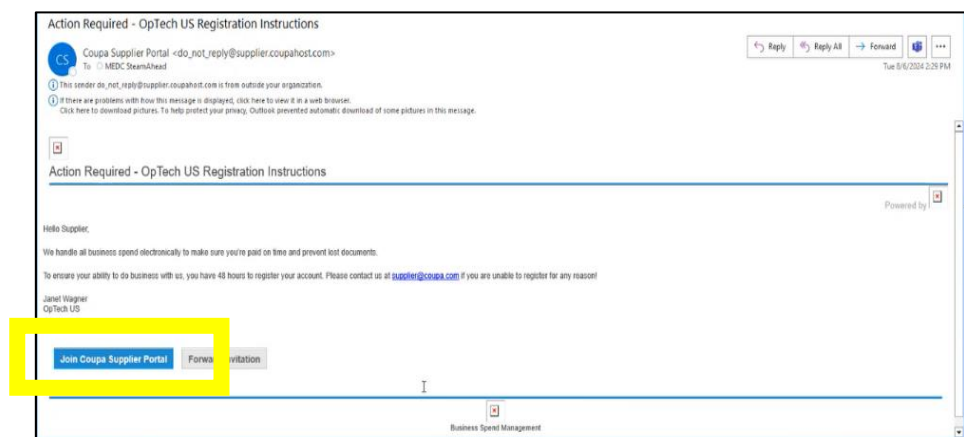 Action Required - OpTech US Registration Instructions
CS
Coupa Supplier Portal <do_not_reply@supplier.coupahost.com>
To MEDC SteamAhead
Reply
Reply All
Forward
Tue 8/6/2024 2:29 PM
This sender do_not_reply@supplier.coupahost.com is from outside your organization.
If there are problems with how this message is displayed, click here to view it in a web browser.
Click here to download pictures. To help protect your privacy, Outlook prevented automatic download of some pictures in this message.
Action Required - OpTech US Registration Instructions
Powered by
Hello Supplier,
We handle all business spend electronically to make sure you're paid on time and prevent lost documents.
To ensure your ability to do business with us, you have 48 hours to register your account. Please contact us at supplier@coupa.com if you are unable to register for any reason!
Janet Wagner
OpTech US
Join Coupa Supplier Portal
Forwa vitation
Business Spend Management